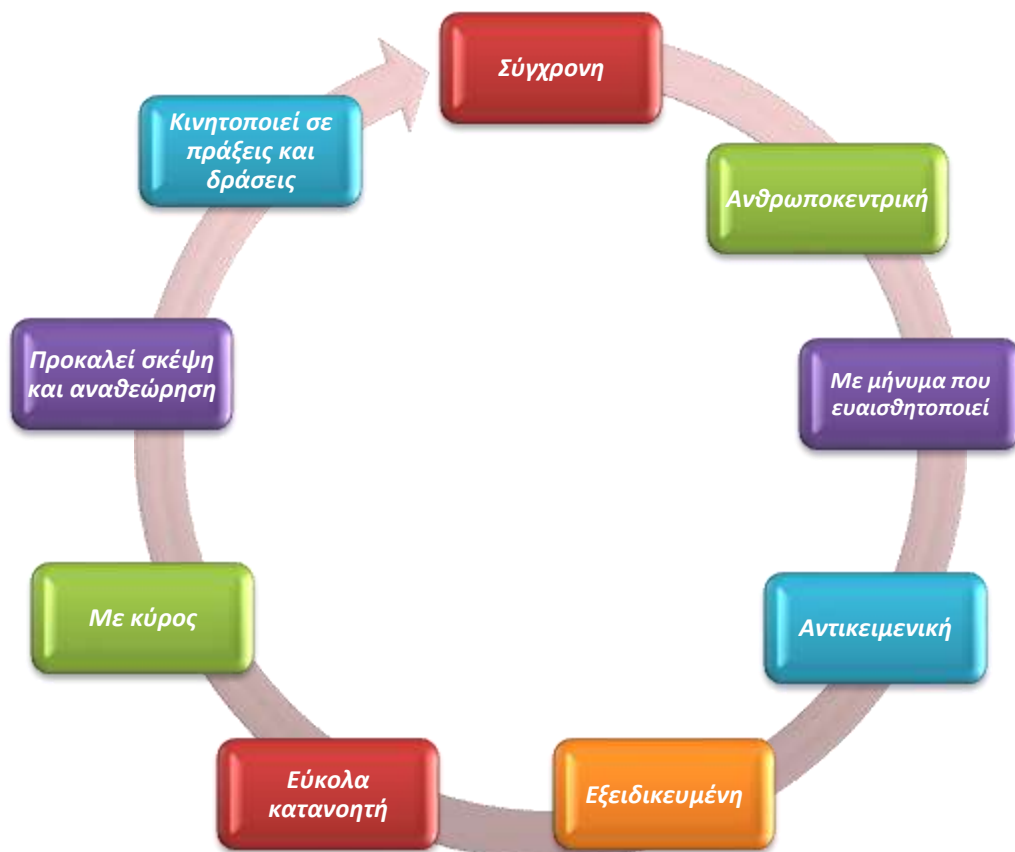 Σύγχρονη
Ανθρωποκεντρική
Με μήνυμα που
ευαισθητοποιεί
Αντικειμενική
Εξειδικευμένη
Εύκολα
κατανοητή
Με κύρος
Προκαλεί σκέψη
και αναθεώρηση
Κινητοποιεί σε
πράξεις και
δράσεις